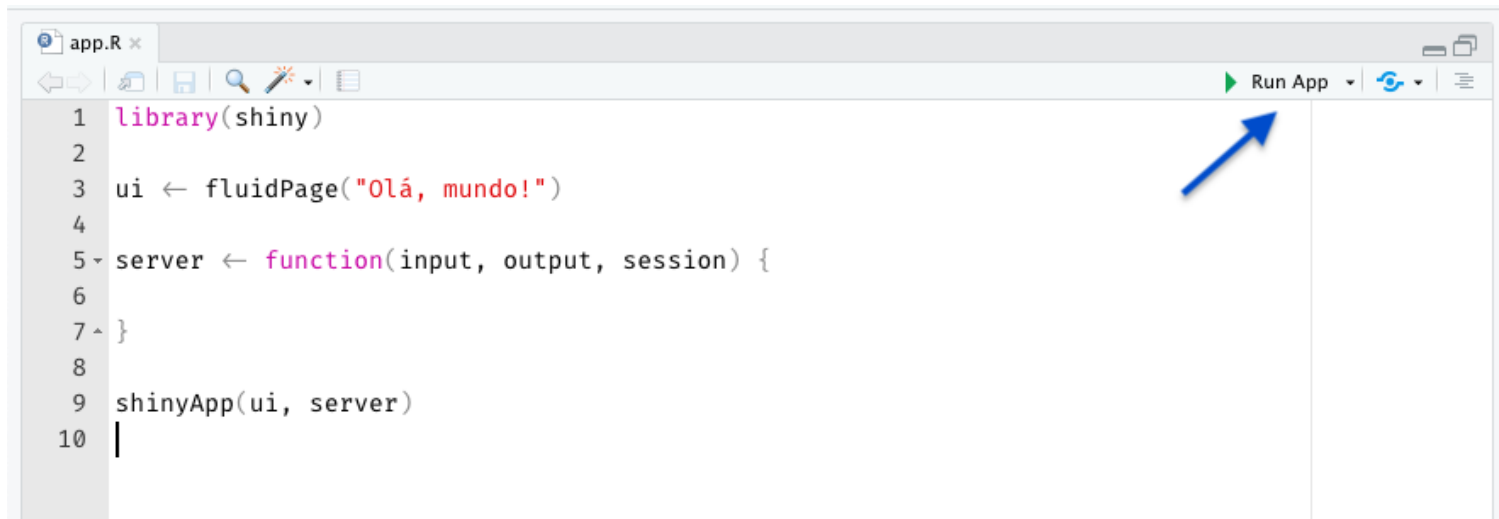 app.R
Run App
1 library(shiny)
2
3 ui ← fluidPage("Olá, mundo!")
4
5 server ← function(input, output, session) {
6
7 }
8
9 shinyApp(ui, server)
10